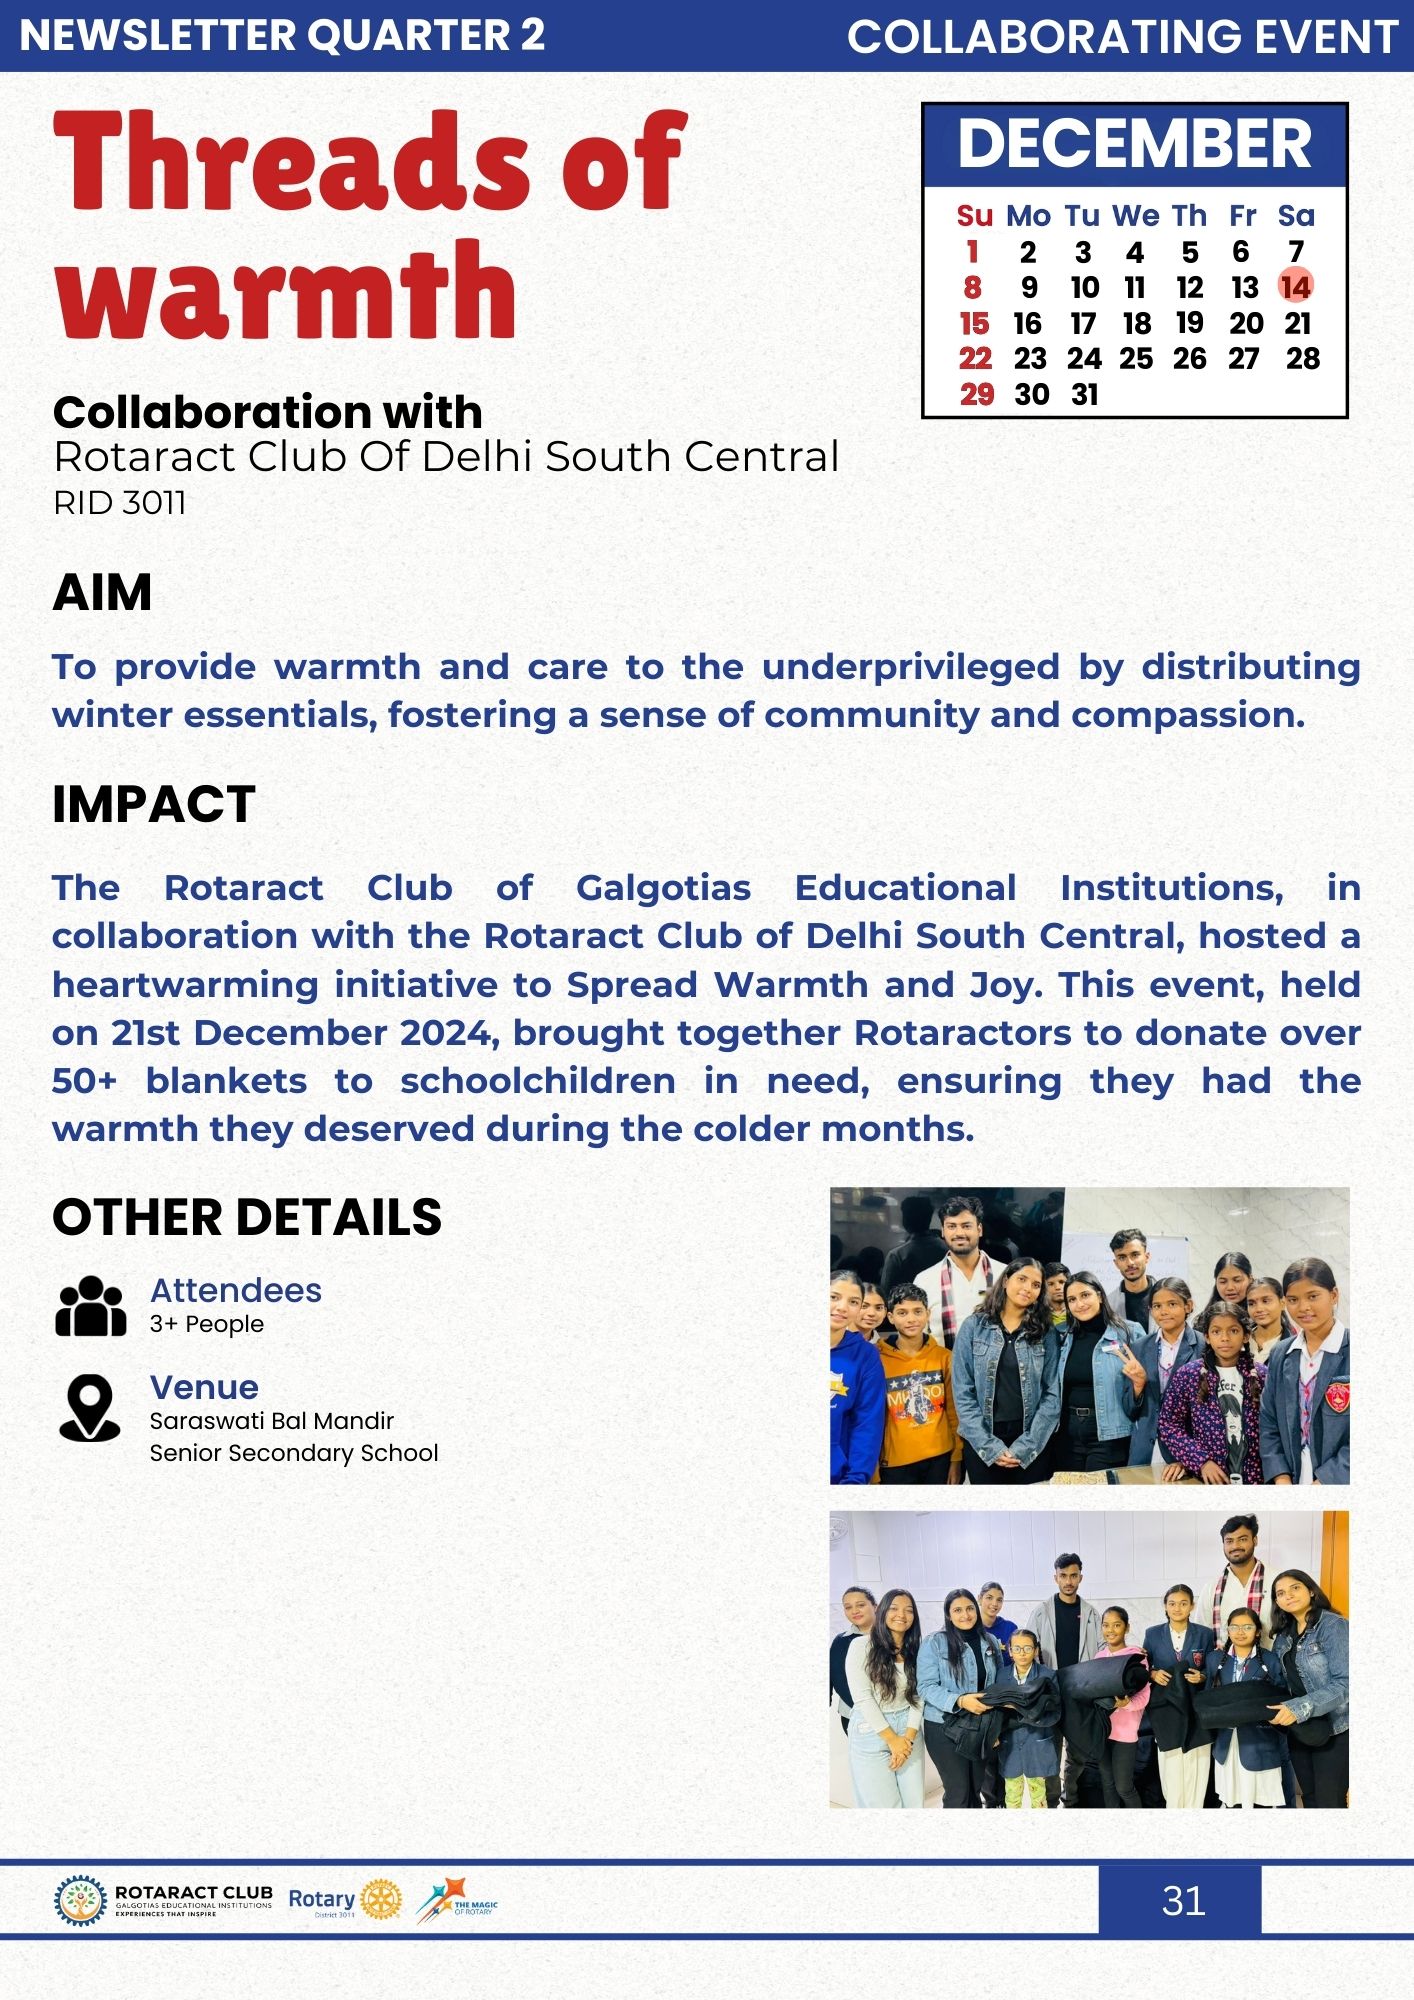 NEWSLETTER QUARTER 2
COLLABORATING EVENT
Threads of
warmth
DECEMBER
Su Mo Tu We Th Fr Sa
1 2 3 4 5 6 7
8 9 10 11 12 13 14
15 16 17 18 19 20 21
22 23 24 25 26 27 28
29 30 31
Collaboration with
Rotaract Club Of Delhi South Central
RID 3011
AIM
To provide warmth and care to the underprivileged by distributing
winter essentials, fostering a sense of community and compassion.
IMPACT
The Rotaract Club of Galgotias Educational Institutions, in
collaboration with the Rotaract Club of Delhi South Central, hosted a
heartwarming initiative to Spread Warmth and Joy. This event, held
on 21st December 2024, brought together Rotaractors to donate over
50+ blankets to schoolchildren in need, ensuring they had the
warmth they deserved during the colder months.
OTHER DETAILS
Attendees
3+ People
Venue
Saraswati Bal Mandir
Senior Secondary School
ROTARACT CLUB
GALGOTIAS EDUCATIONAL INSTITUTIONS
EXPERIENCES THAT INSPIRE
Rotary
District 3011
THE MAGIC
OF ROTARY
31